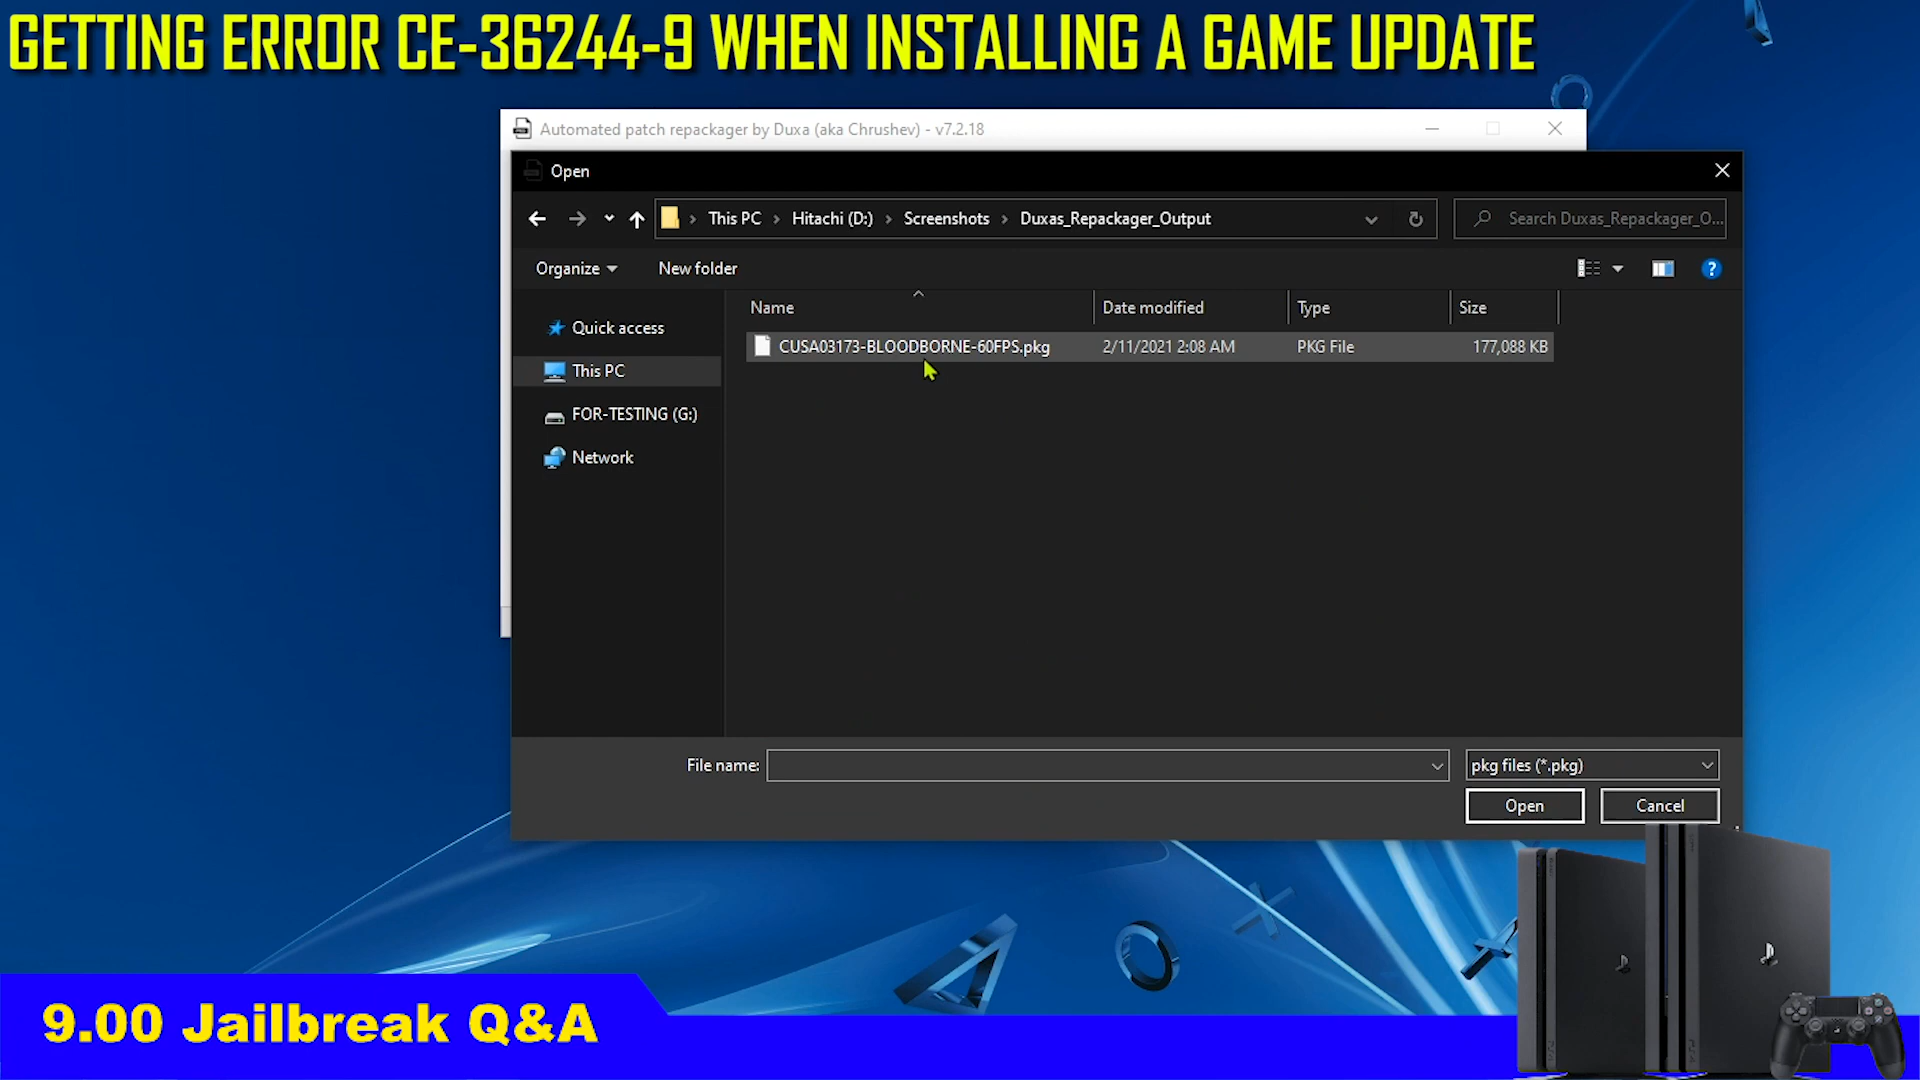 GETTING ERROR CE-36244-9 WHEN INSTALLING A GAME UPDATE
Automated patch repackager by Duxa (aka Chrushev) - v7.2.18
Open
This PC > Hitachi (D:) > Screenshots > Duxas_Repackager_Output
Search Duxas_Repackager_O...
Organize
New folder
Name
Date modified
Type
Size
Quick access
This PC
FOR-TESTING (G:)
Network
CUSA03173-BLOODBORNE-60FPS.pkg 2/11/2021 2:08 AM PKG File 177,088 KB
File name:
pkg files (*.pkg)
Open
Cancel
9.00 Jailbreak Q&A